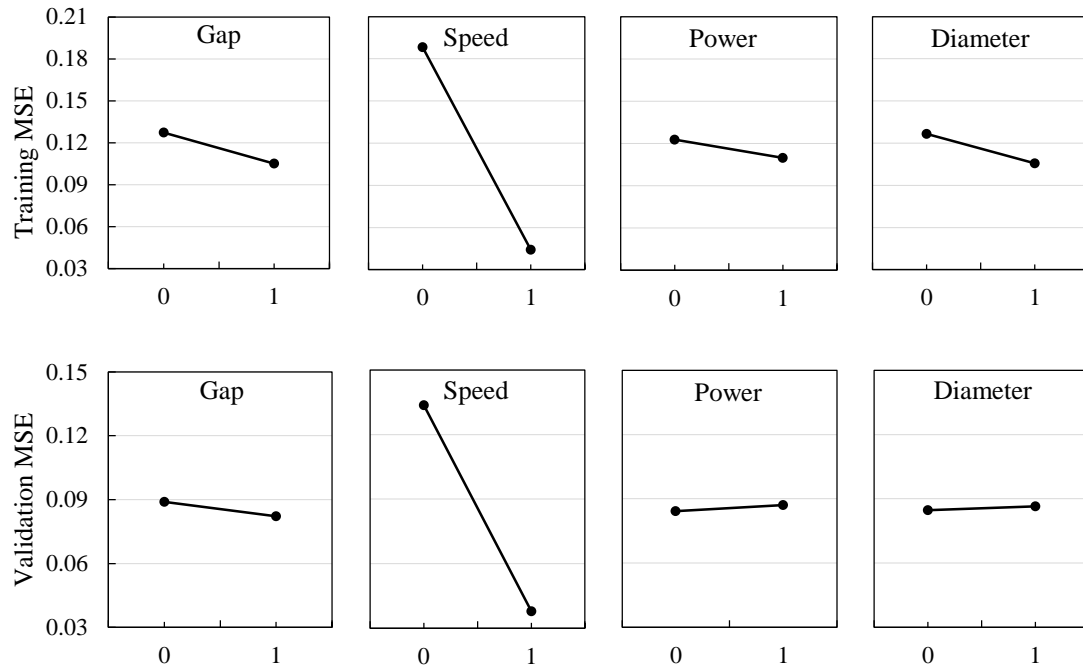 Training MSE
0.21
0.18
0.15
0.12
0.09
0.06
0.03
Gap
0 1
Speed
0 1
Power
0 1
Diameter
0 1
Validation MSE
0.15
0.12
0.09
0.06
0.03
Gap
0 1
Speed
0 1
Power
0 1
Diameter
0 1